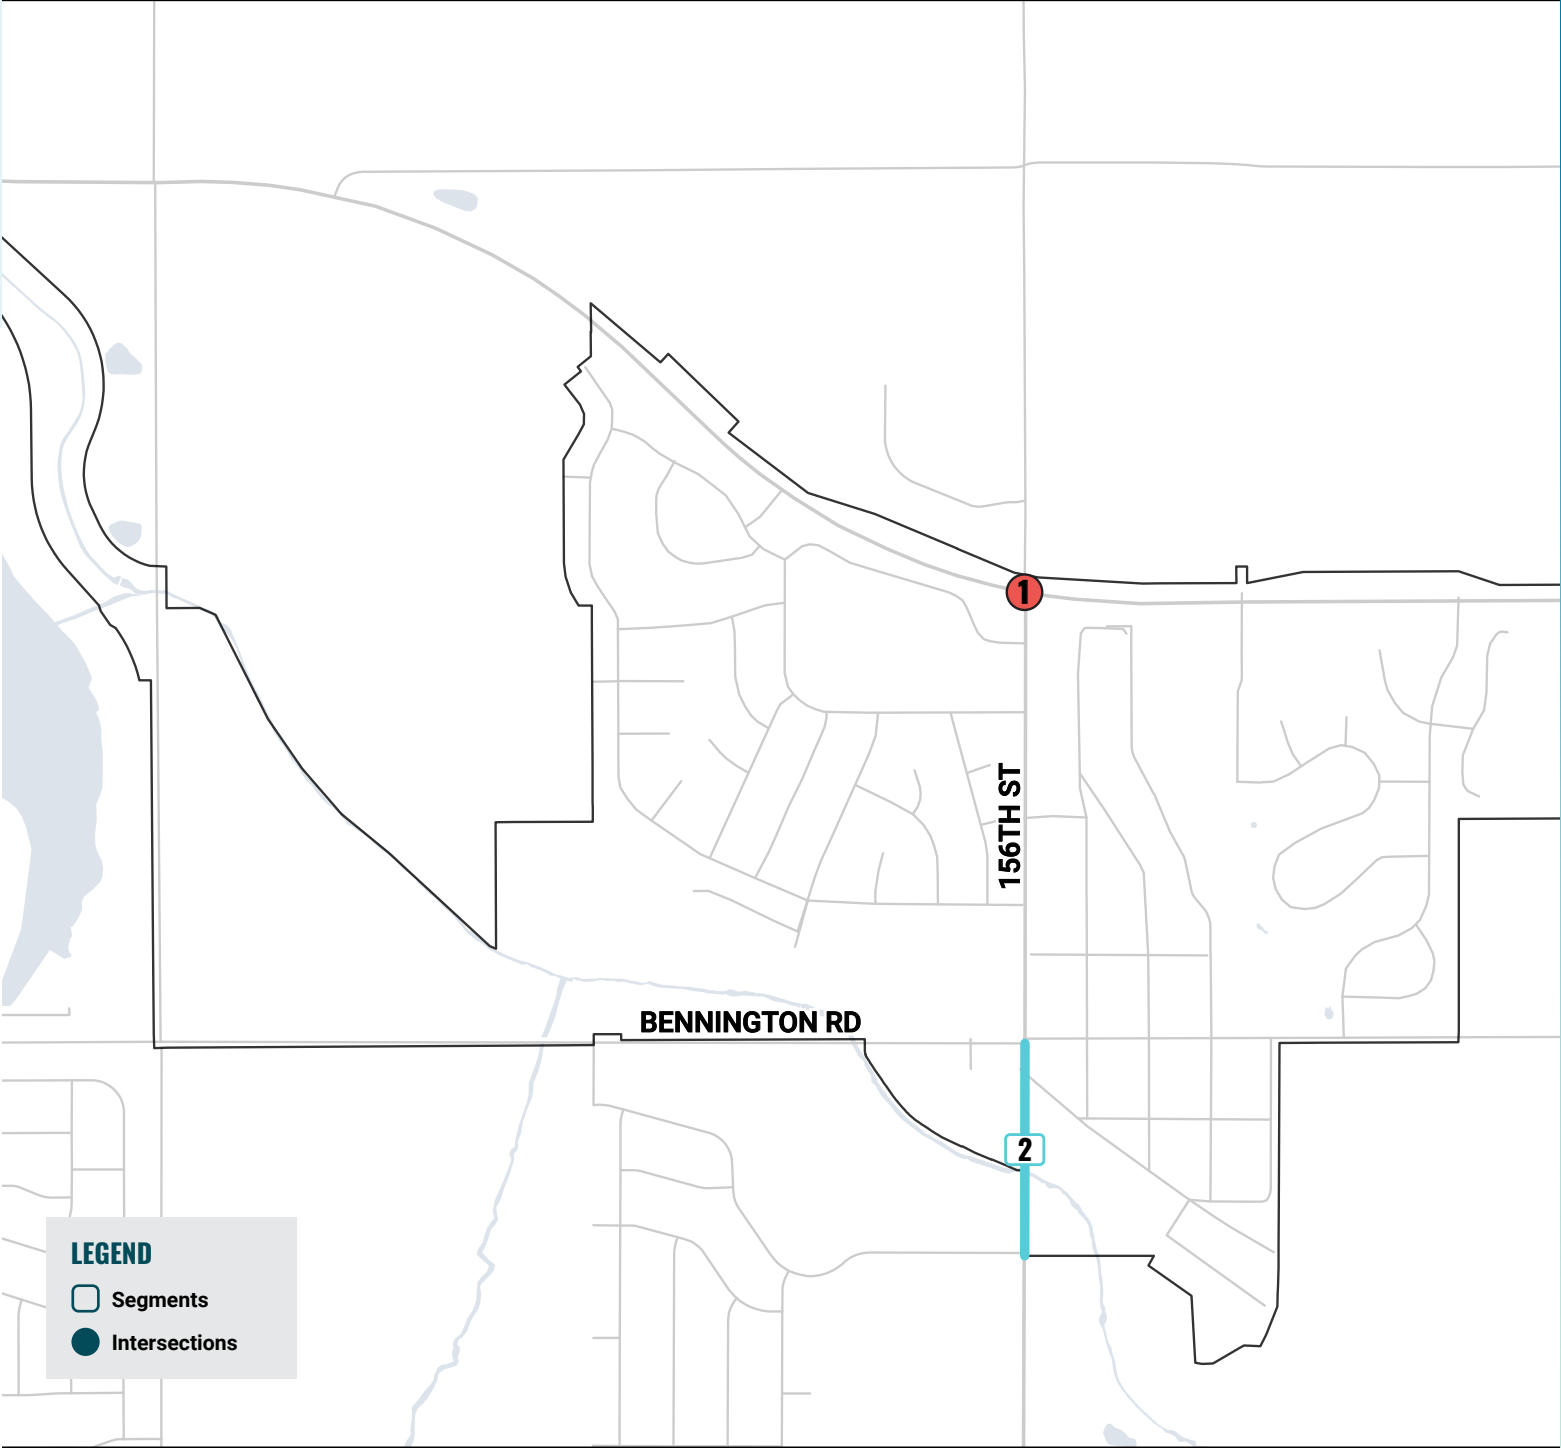 1
156TH ST
BENNINGTON RD
2
LEGEND
Segments
Intersections